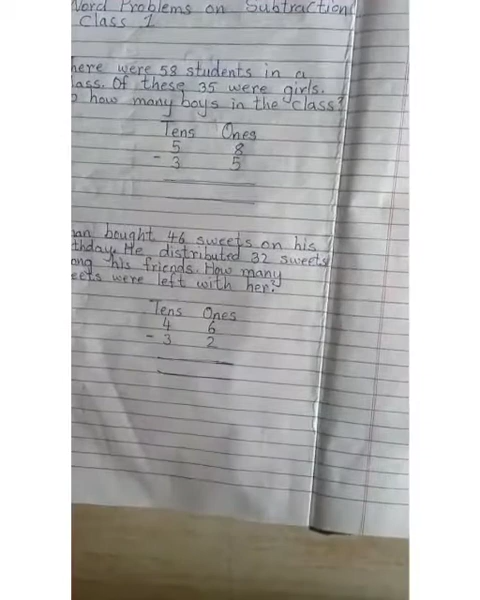 Word Problems on Subtraction
Class 1
here were 58 students in a
lass. Of these 35 were girls.
o how many boys in the class?
Tens Ones
5 8
- 3 5
an bought 46 sweets on his
thday. He distributed 32 sweets
ong his friends. How many
eets were left with her?
Tens Ones
4 6
- 3 2